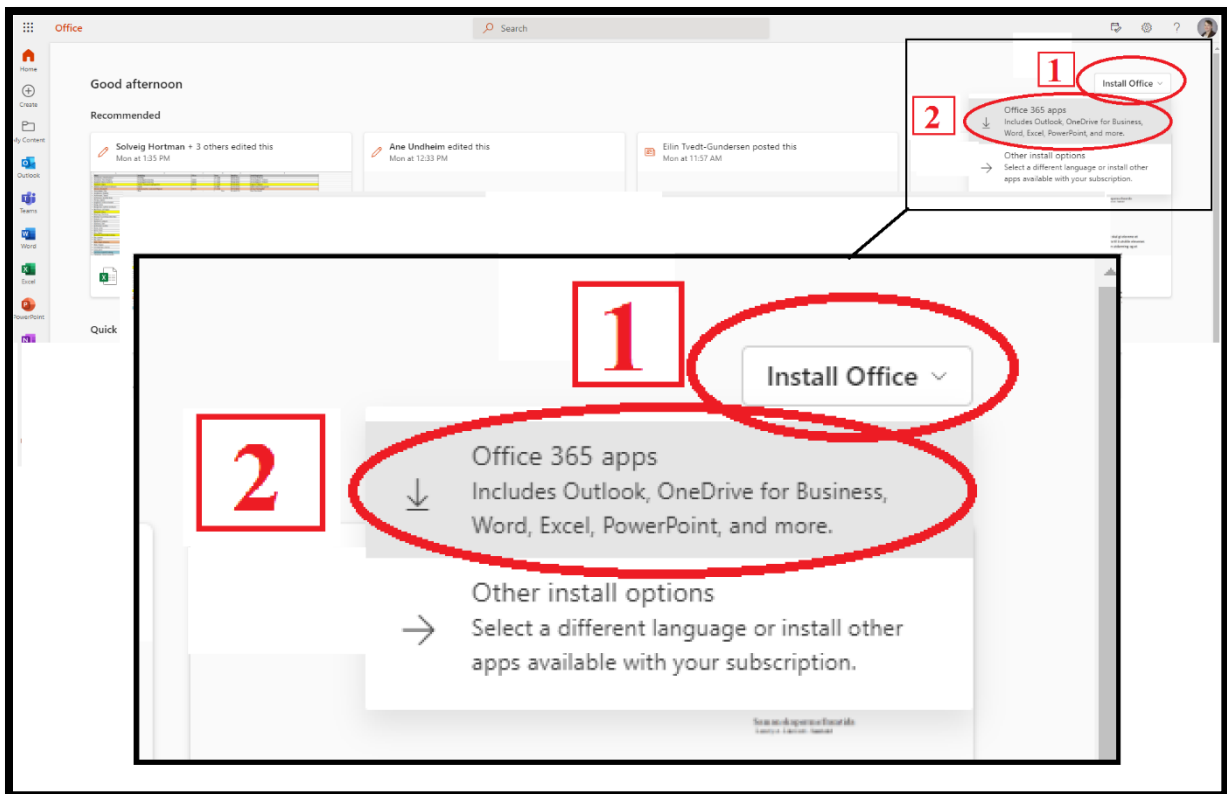 Office
Search
Home
Create
My Content
Outlook
Teams
Word
Excel
PowerPoint
Good afternoon
Recommended
Solveig Hortman + 3 others edited this
Mon at 1:35 PM
Ane Undheim edited this
Mon at 12:33 PM
Eilin Tvedt-Gundersen posted this
Mon at 11:57 AM
1
Install Office
2
Office 365 apps
Includes Outlook, OneDrive for Business,
Word, Excel, PowerPoint, and more.
Other install options
Select a different language or install other
apps available with your subscription.
Quick
1
Install Office
2
Office 365 apps
Includes Outlook, OneDrive for Business,
Word, Excel, PowerPoint, and more.
Other install options
Select a different language or install other
apps available with your subscription.